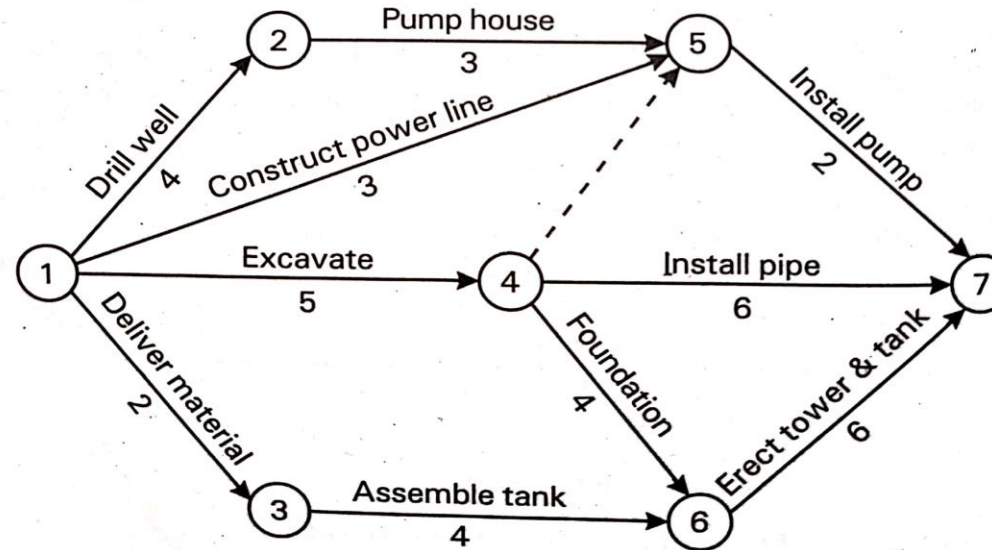 Pump house
2
5
3
Drill well
4
Construct power line
3
Install pump
2
1
Excavate
5
4
Install pipe
6
7
Deliver material
2
Foundation
4
Erect tower & tank
6
3
Assemble tank
4
6